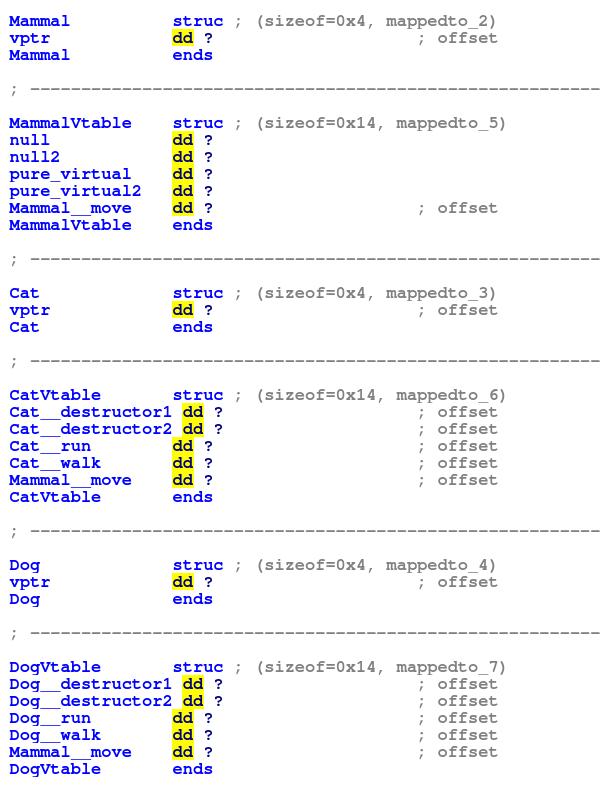 Mammal          struc ; (sizeof=0x4, mappedto_2)
vptr            dd ?                    ; offset
Mammal          ends
; ---------------------------------------------------------
MammalVtable    struc ; (sizeof=0x14, mappedto_5)
null            dd ?
null2           dd ?
pure_virtual    dd ?
pure_virtual2   dd ?
Mammal__move    dd ?                    ; offset
MammalVtable    ends
; ---------------------------------------------------------
Cat             struc ; (sizeof=0x4, mappedto_3)
vptr            dd ?                    ; offset
Cat             ends
; ---------------------------------------------------------
CatVtable       struc ; (sizeof=0x14, mappedto_6)
Cat__destructor1 dd ?                   ; offset
Cat__destructor2 dd ?                   ; offset
Cat__run        dd ?                    ; offset
Cat__walk       dd ?                    ; offset
Mammal__move    dd ?                    ; offset
CatVtable       ends
; ---------------------------------------------------------
Dog             struc ; (sizeof=0x4, mappedto_4)
vptr            dd ?                    ; offset
Dog             ends
; ---------------------------------------------------------
DogVtable       struc ; (sizeof=0x14, mappedto_7)
Dog__destructor1 dd ?                   ; offset
Dog__destructor2 dd ?                   ; offset
Dog__run        dd ?                    ; offset
Dog__walk       dd ?                    ; offset
Mammal__move    dd ?                    ; offset
DogVtable       ends